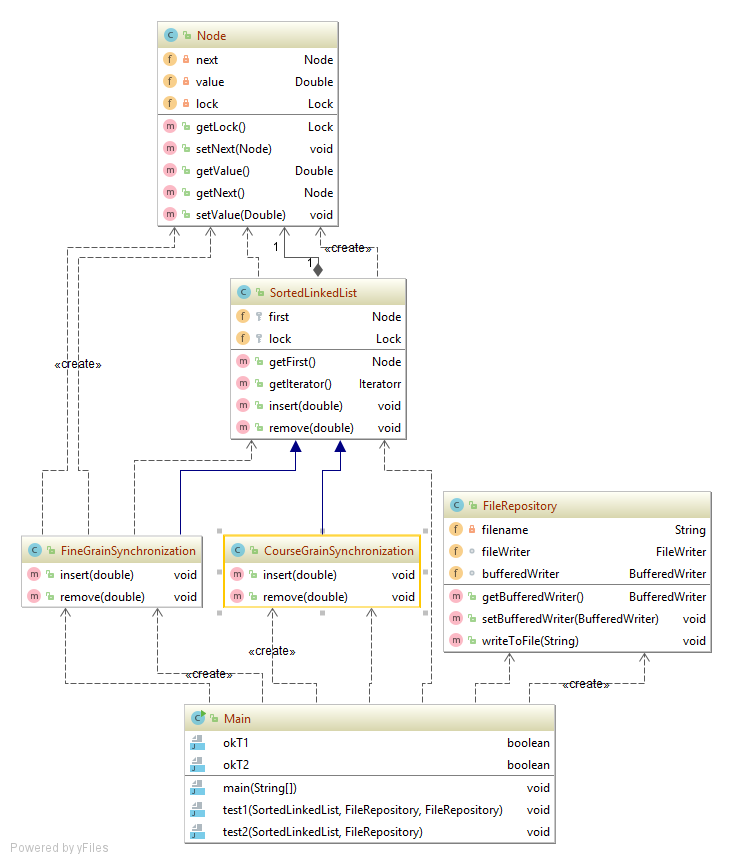 Node
next Node
value Double
lock Lock
getLock() Lock
setNext(Node) void
getValue() Double
getNext() Node
setValue(Double) void
1
«create»
1
SortedLinkedList
first Node
lock Lock
getFirst() Node
getIterator() Iteratorr
insert(double) void
remove(double) void
«create»
FileRepository
filename String
fileWriter FileWriter
bufferedWriter BufferedWriter
getBufferedWriter() BufferedWriter
setBufferedWriter(BufferedWriter) void
writeToFile(String) void
FineGrainSynchronization
insert(double) void
remove(double) void
CourseGrainSynchronization
insert(double) void
remove(double) void
«create»
«create»
«create»
Main
okT1 boolean
okT2 boolean
main(String[]) void
test1(SortedLinkedList, FileRepository, FileRepository) void
test2(SortedLinkedList, FileRepository) void
Powered by yFiles